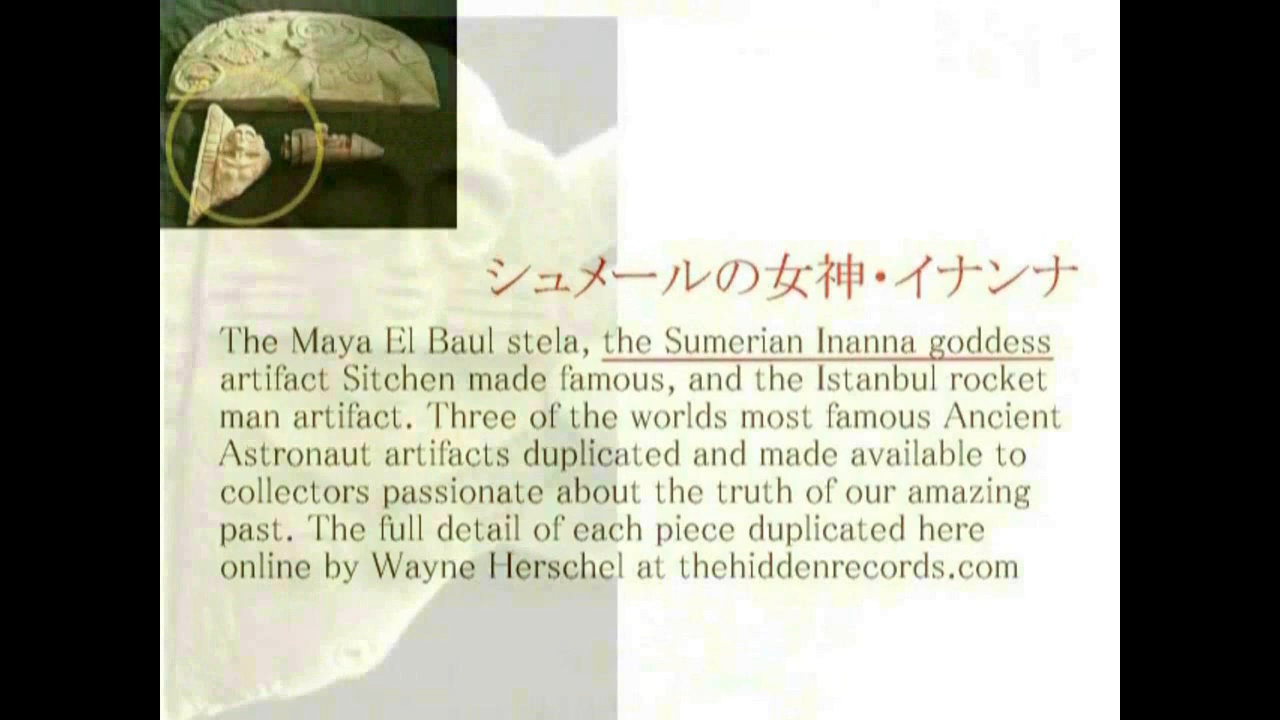 シュメールの女神・イナンナ
The Maya El Baul stela, the Sumerian Inanna goddess
artifact Sitchen made famous, and the Istanbul rocket
man artifact. Three of the worlds most famous Ancient
Astronaut artifacts duplicated and made available to
collectors passionate about the truth of our amazing
past. The full detail of each piece duplicated here
online by Wayne Herschel at thehiddenrecords.com